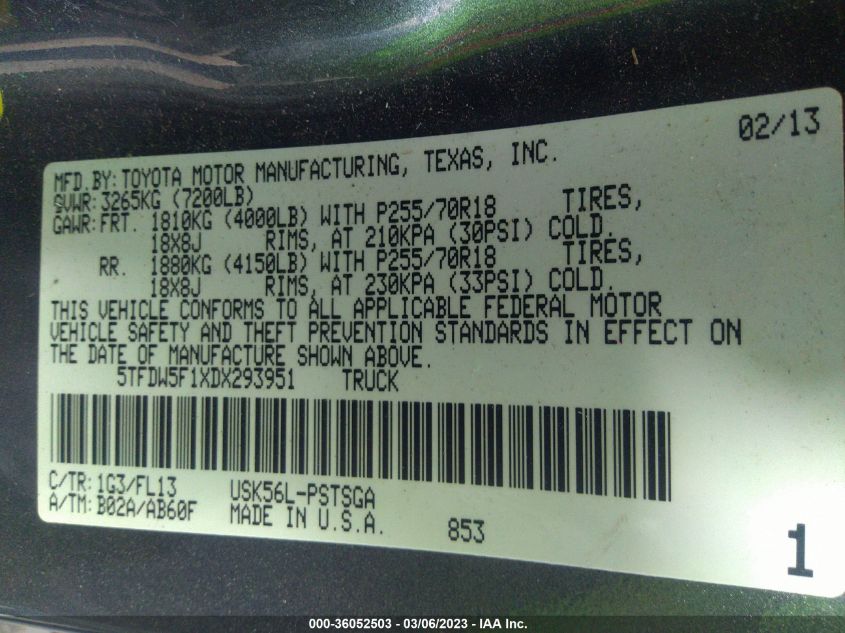 02/13
MFD.BY:TOYOTA MOTOR MANUFACTURING, TEXAS, INC.
GVWR:3265KG (7200LB)
GAWR:FRT. 1810KG (4000LB) WITH P255/70R18 TIRES,
18X8J RIMS, AT 210KPA (30PSI) COLD.
RR. 1880KG (4150LB) WITH P255/70R18 TIRES,
18X8J RIMS, AT 230KPA (33PSI) COLD.
THIS VEHICLE CONFORMS TO ALL APPLICABLE FEDERAL MOTOR
VEHICLE SAFETY AND THEFT PREVENTION STANDARDS IN EFFECT ON
THE DATE OF MANUFACTURE SHOWN ABOVE.
5TFDW5F1XDX293951 TRUCK
C/TR:1G3/FL13 USK56L-PSTSGA
A/TM:B02A/AB60F MADE IN U.S.A. 853
1
000-36052503 - 03/06/2023 - IAA Inc.